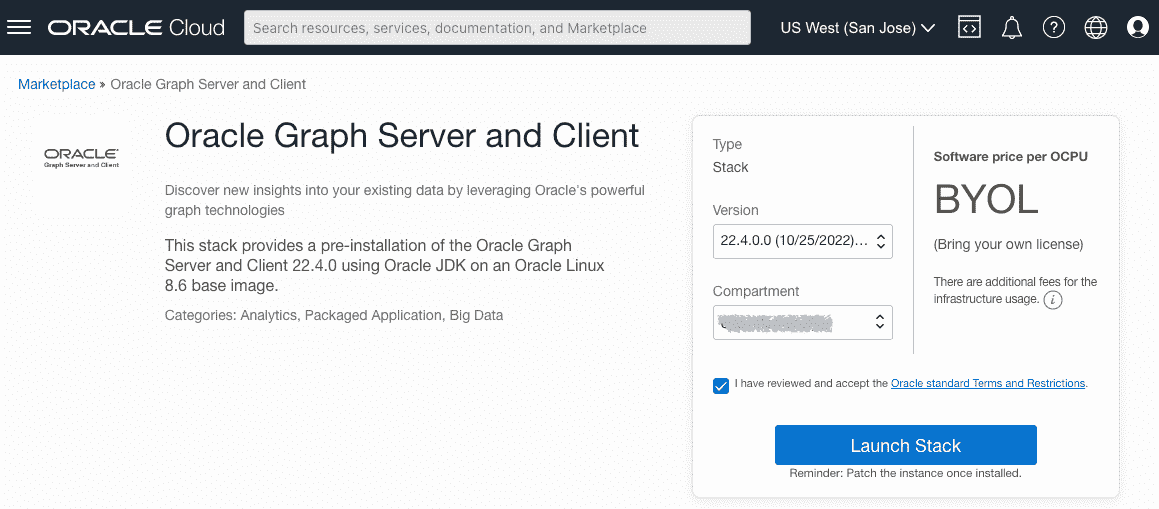 ORACLE Cloud
Search resources, services, documentation, and Marketplace
US West (San Jose)
Marketplace » Oracle Graph Server and Client
ORACLE
Graph Server and Client
Oracle Graph Server and Client
Discover new insights into your existing data by leveraging Oracle's powerful
graph technologies
This stack provides a pre-installation of the Oracle Graph
Server and Client 22.4.0 using Oracle JDK on an Oracle Linux
8.6 base image.
Categories: Analytics, Packaged Application, Big Data
Type
Stack
Version
22.4.0.0 (10/25/2022)...
Compartment
Software price per OCPU
BYOL
(Bring your own license)
There are additional fees for the
infrastructure usage.
I have reviewed and accept the Oracle standard Terms and Restrictions.
Launch Stack
Reminder: Patch the instance once installed.